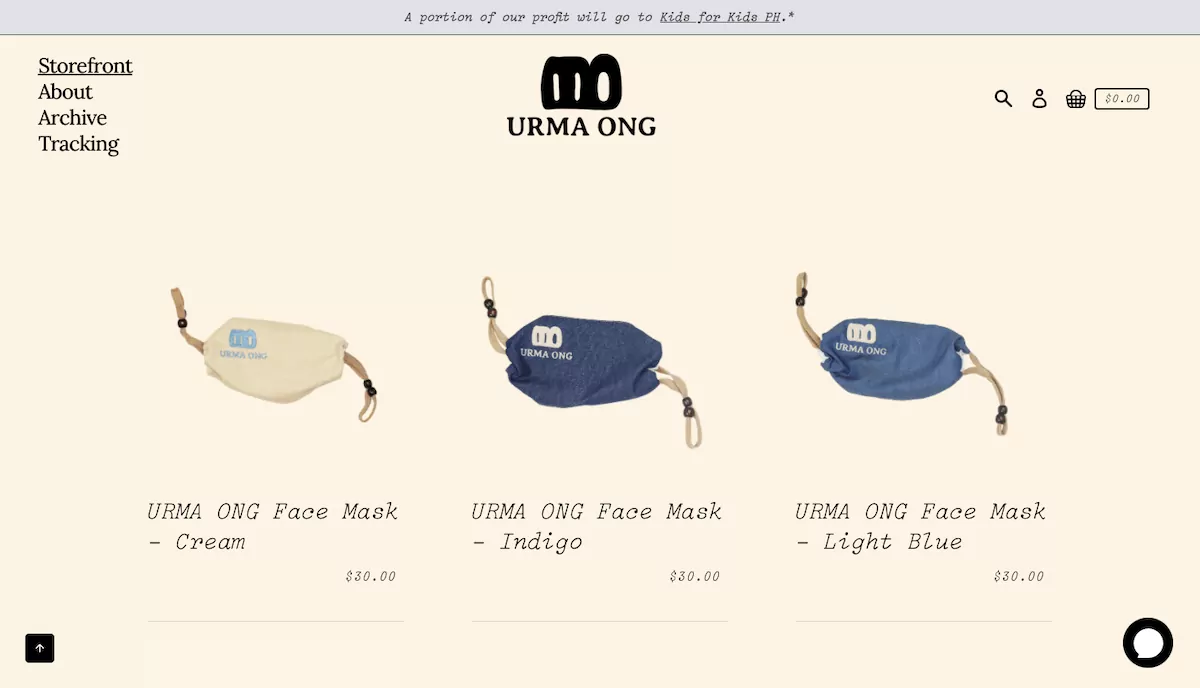 A portion of our profit will go to Kids for Kids PH.*
Storefront
About
Archive
Tracking
URMA ONG
$0.00
URMA ONG
URMA ONG
URMA ONG
URMA ONG Face Mask
– Cream
$30.00
URMA ONG Face Mask
– Indigo
$30.00
URMA ONG Face Mask
– Light Blue
$30.00